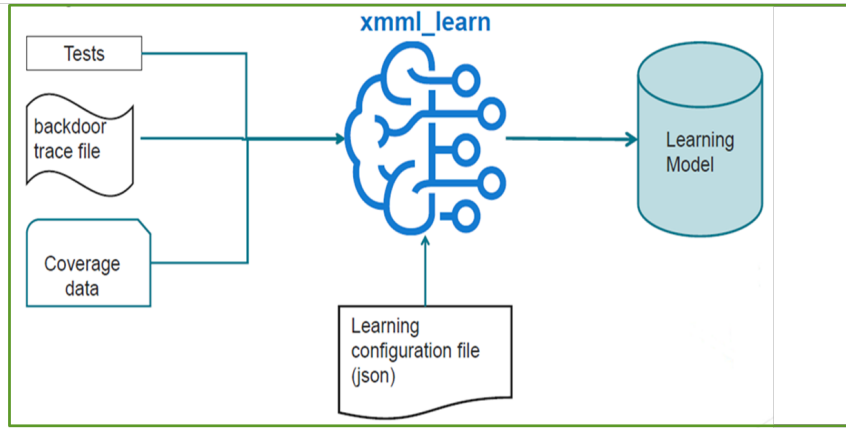 xmml_learn
Tests
backdoor
trace file
Coverage
data
Learning
configuration file
(json)
Learning
Model